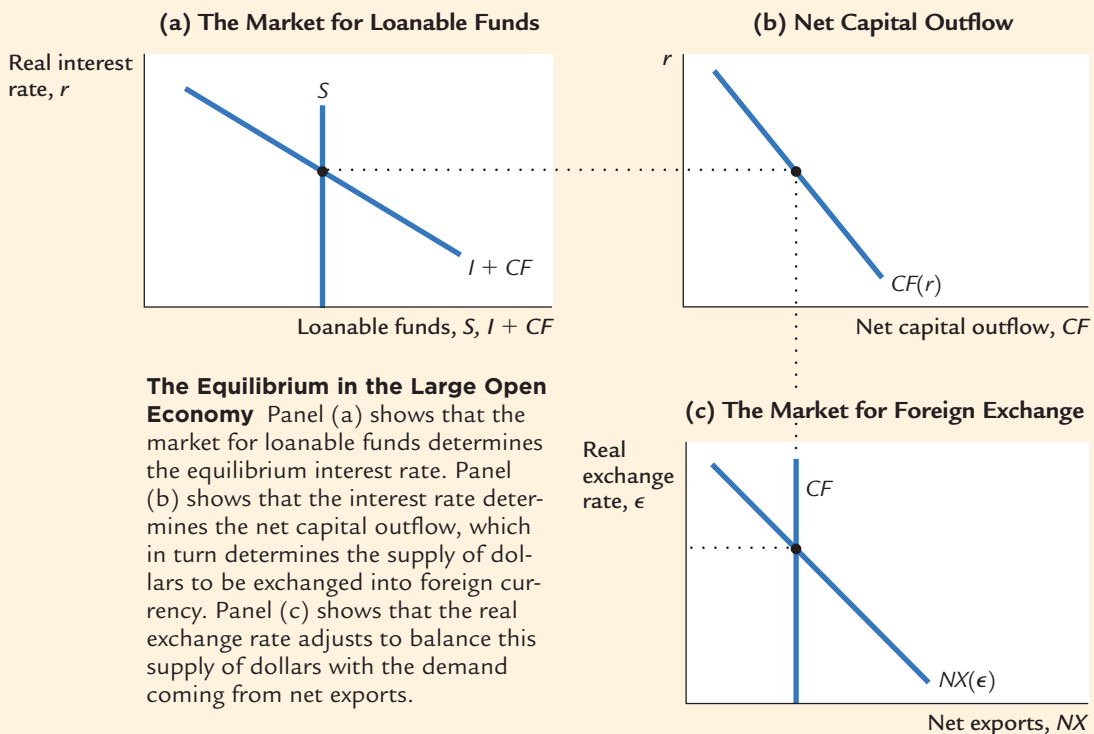 (a) The Market for Loanable Funds
Real interest
rate, r
S
I + CF
Loanable funds, S, I + CF
(b) Net Capital Outflow
r
CF(r)
Net capital outflow, CF
The Equilibrium in the Large Open
Economy Panel (a) shows that the
market for loanable funds determines
the equilibrium interest rate. Panel
(b) shows that the interest rate deter-
mines the net capital outflow, which
in turn determines the supply of dol-
lars to be exchanged into foreign cur-
rency. Panel (c) shows that the real
exchange rate adjusts to balance this
supply of dollars with the demand
coming from net exports.
(c) The Market for Foreign Exchange
Real
exchange
rate, ϵ
CF
NX(ϵ)
Net exports, NX